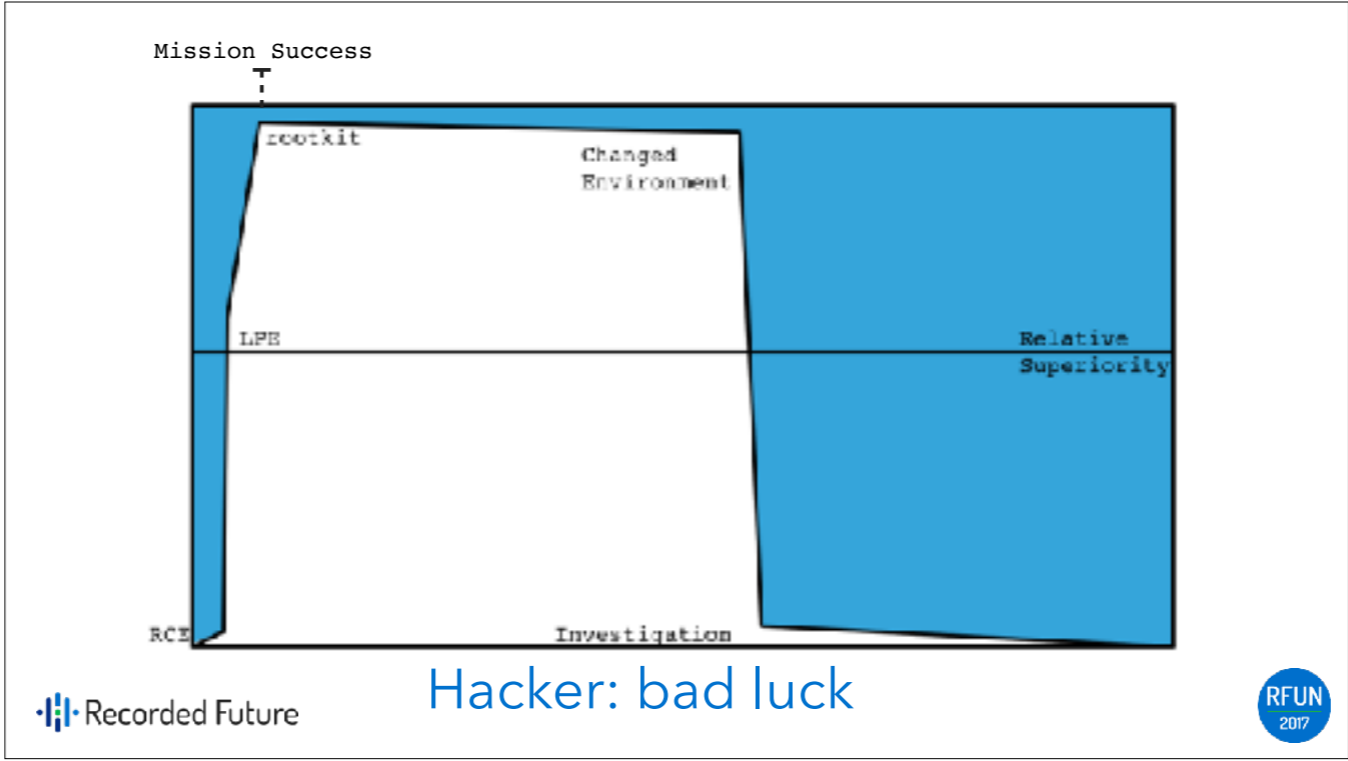 Mission Success
rootkit
Changed
Environment
LPE
Relative
Superiority
RCE
Investigation
Hacker: bad luck
Recorded Future
RFUN
2017